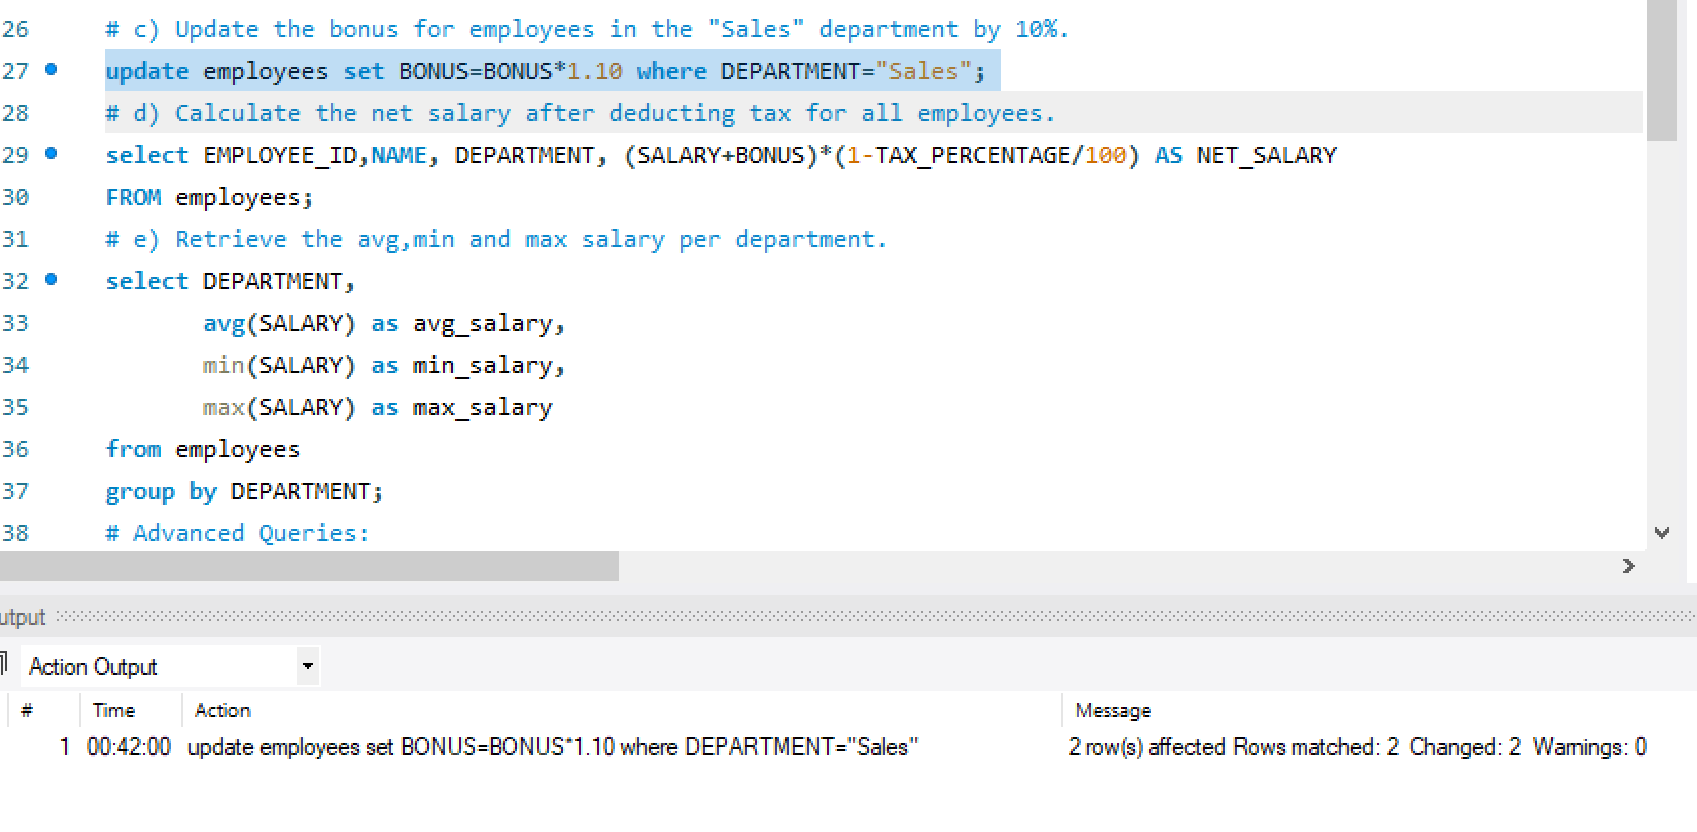 26 # c) Update the bonus for employees in the "Sales" department by 10%.
27 update employees set BONUS=BONUS*1.10 where DEPARTMENT="Sales";
28 # d) Calculate the net salary after deducting tax for all employees.
29 select EMPLOYEE_ID,NAME, DEPARTMENT, (SALARY+BONUS)*(1-TAX_PERCENTAGE/100) AS NET_SALARY
30 FROM employees;
31 # e) Retrieve the avg,min and max salary per department.
32 select DEPARTMENT,
33 avg(SALARY) as avg_salary,
34 min(SALARY) as min_salary,
35 max(SALARY) as max_salary
36 from employees
37 group by DEPARTMENT;
38 # Advanced Queries:
utput
Action Output
# Time Action Message
1 00:42:00 update employees set BONUS=BONUS*1.10 where DEPARTMENT="Sales" 2 row(s) affected Rows matched: 2 Changed: 2 Warnings: 0